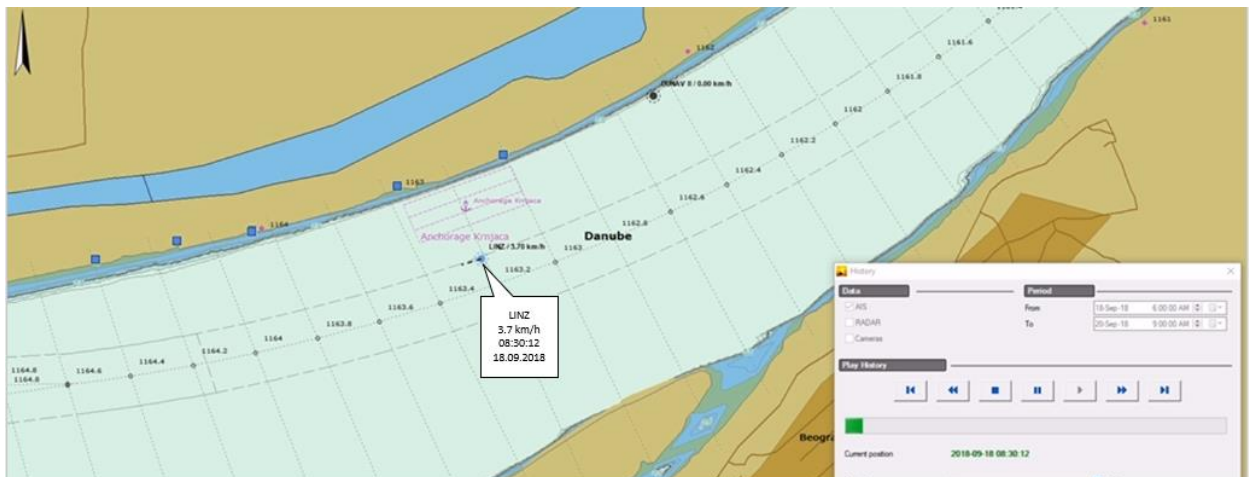 1161
1161.6
1162
1161.8
DUNAV II / 0.00 km/h
1162
1162.2
1162.4
1163
1162.6
Anchorage Krnjaca
1162.8
1164
Anchorage Krnjaca
Danube
LINZ / 3.70 km/h
1163
1163.2
1163.4
1163.6
1163.8
1164
1164.2
1164.4
1164.6
1164.8
1164.8
LINZ
3.7 km/h
08:30:12
18.09.2018
History
Data
Period
AIS
From
18-Sep-18
6:00:00 AM
RADAR
To
20-Sep-18
9:00:00 AM
Cameras
Play History
Beogra
Current position
2018-09-18 08:30:12